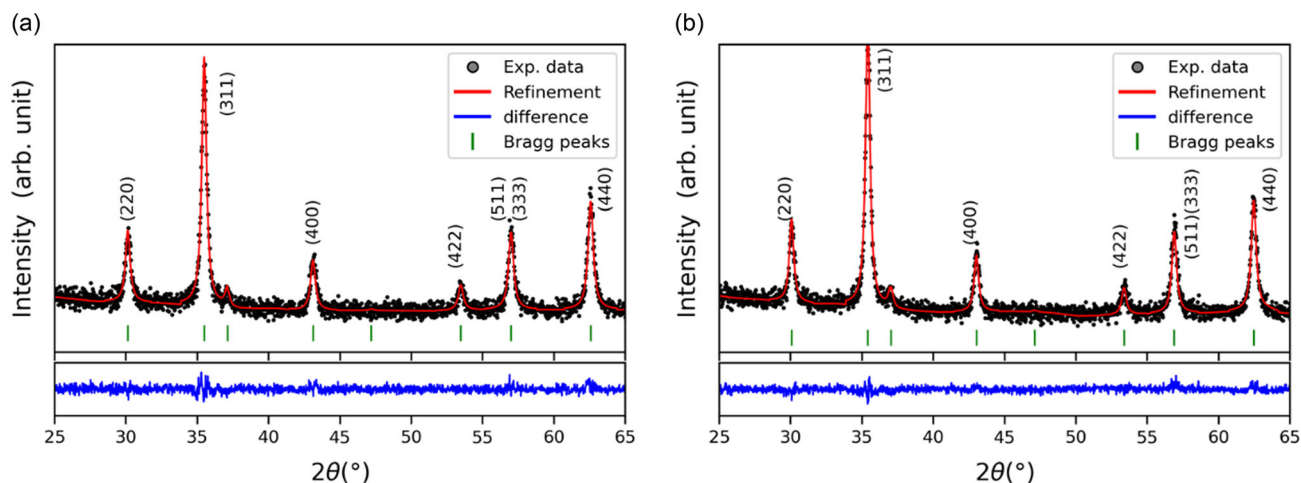 (a)
Intensity (arb. unit)
(220)
(311)
(400)
(422)
(511)
(333)
(440)
Exp. data
Refinement
difference
Bragg peaks
25 30 35 40 45 50 55 60 65
2θ(°)
(b)
Intensity (arb. unit)
(220)
(311)
(400)
(422)
(511)(333)
(440)
Exp. data
Refinement
difference
Bragg peaks
25 30 35 40 45 50 55 60 65
2θ(°)